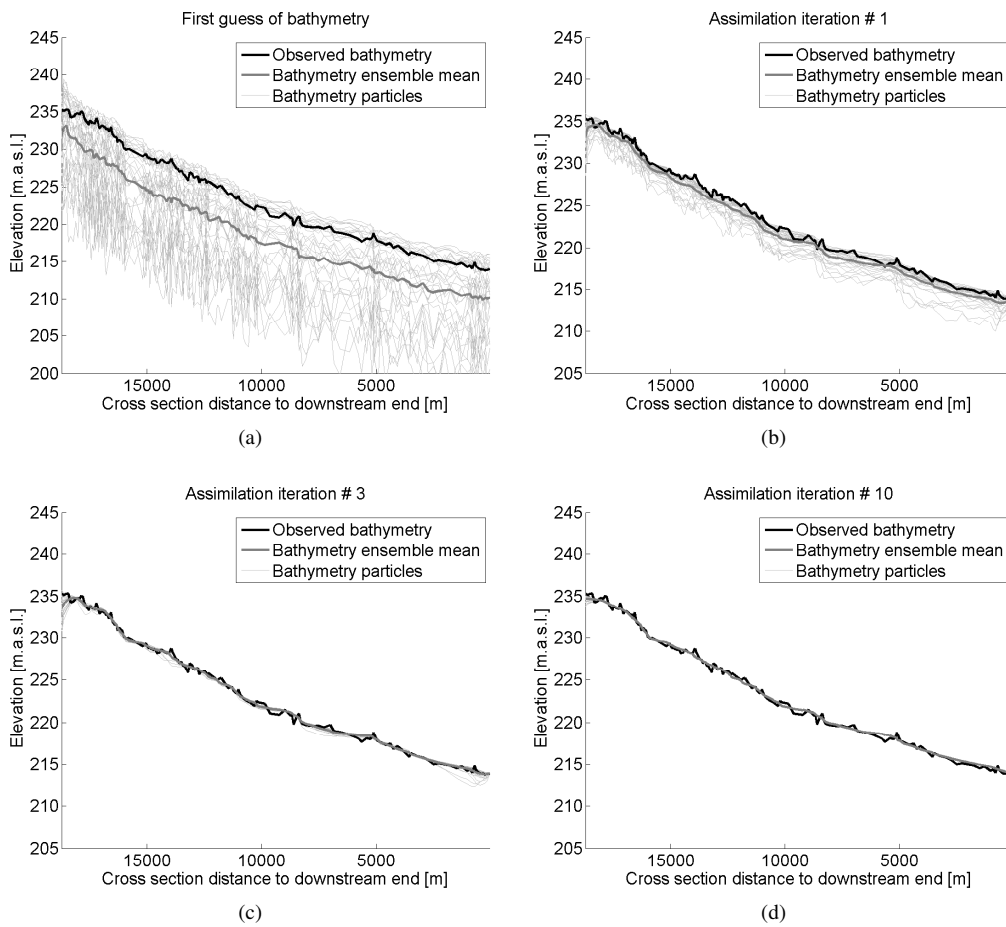 First guess of bathymetry
245
240
235
230
225
220
215
210
205
200
Elevation [m.a.s.l.]
Observed bathymetry
Bathymetry ensemble mean
Bathymetry particles
15000 10000 5000
Cross section distance to downstream end [m]
(a)
Assimilation iteration # 1
245
240
235
230
225
220
215
210
205
Elevation [m.a.s.l.]
Observed bathymetry
Bathymetry ensemble mean
Bathymetry particles
15000 10000 5000
Cross section distance to downstream end [m]
(b)
Assimilation iteration # 3
245
240
235
230
225
220
215
210
205
Elevation [m.a.s.l.]
Observed bathymetry
Bathymetry ensemble mean
Bathymetry particles
15000 10000 5000
Cross section distance to downstream end [m]
(c)
Assimilation iteration # 10
245
240
235
230
225
220
215
210
205
Elevation [m.a.s.l.]
Observed bathymetry
Bathymetry ensemble mean
Bathymetry particles
15000 10000 5000
Cross section distance to downstream end [m]
(d)